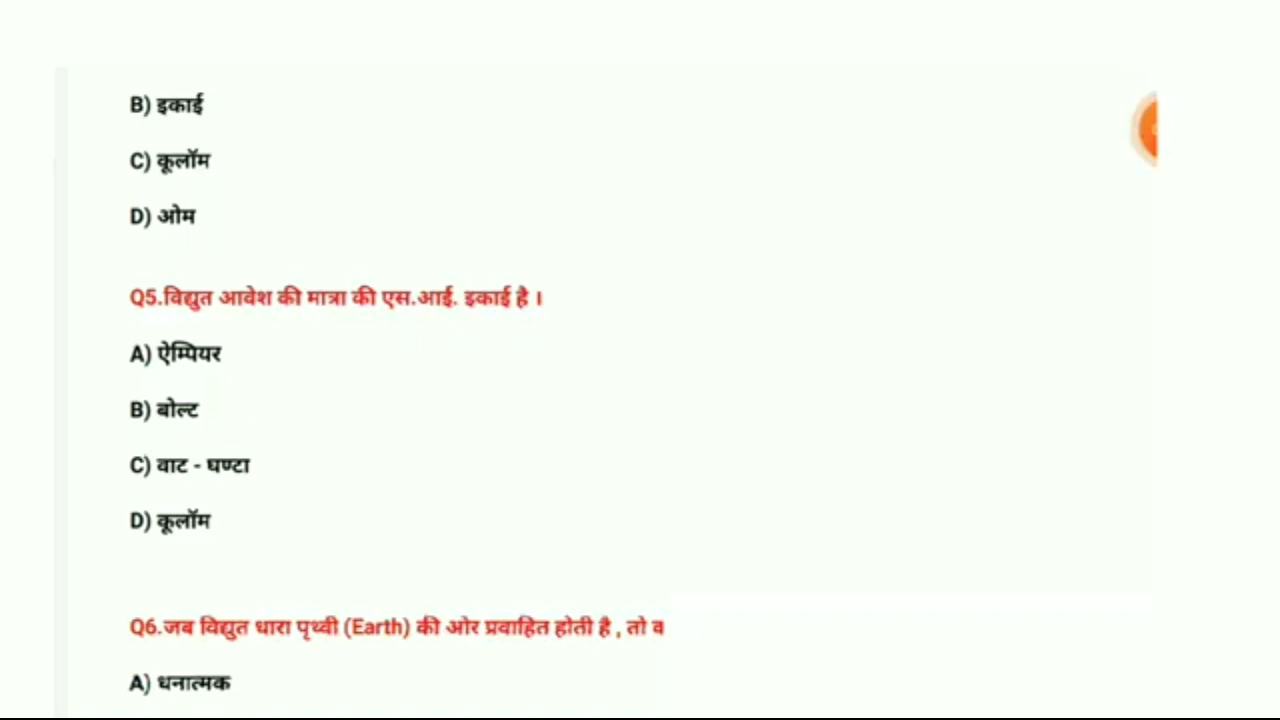 B) इकाई
C) कूलॉम
D) ओम
Q5.विद्युत आवेश की मात्रा की एस.आई. इकाई है ।
A) ऐम्पियर
B) बोल्ट
C) वाट - घण्टा
D) कूलॉम
Q6.जब विद्युत धारा पृथ्वी (Earth) की ओर प्रवाहित होती है , तो व
A) धनात्मक